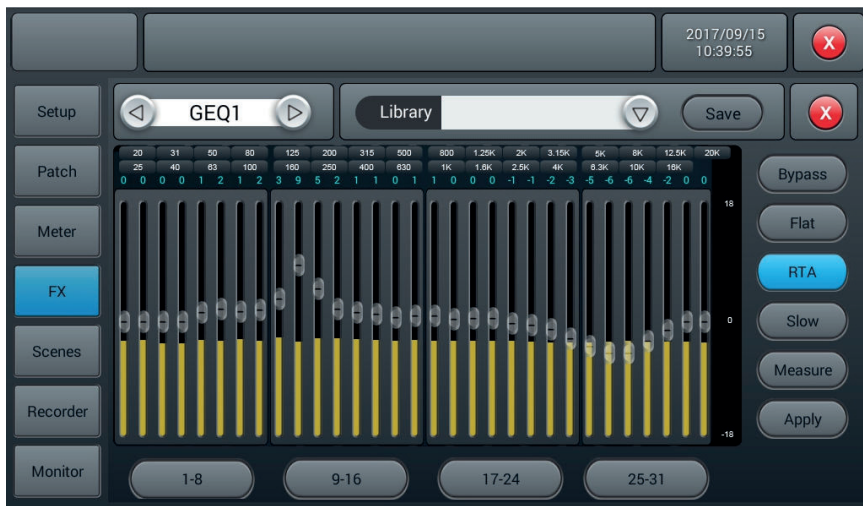 2017/09/15
10:39:55
X
Setup
GEQ1
Library
Save
X
Patch
Meter
FX
Scenes
Recorder
Monitor
20 31 50 80 125 200 315 500 800 1.25K 2K 3.15K 5K 8K 12.5K 20K
25 40 63 100 160 250 400 630 1K 1.6K 2.5K 4K 6.3K 10K 16K
0 0 0 0 1 2 1 2 3 9 5 2 1 1 0 1 1 0 0 0 -1 -1 -2 -3 -5 -6 -6 -4 -2 0 0
18
0
-18
Bypass
Flat
RTA
Slow
Measure
Apply
1-8 9-16 17-24 25-31